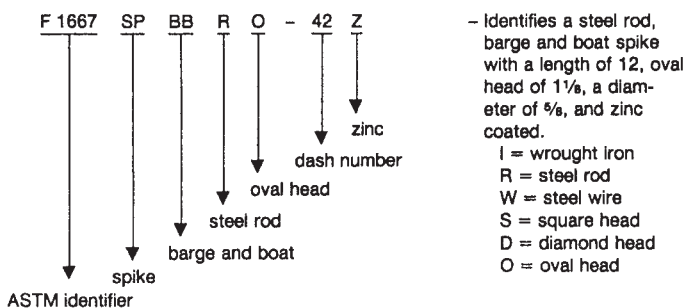 F 1667 SP BB R O - 42 Z
zinc
dash number
oval head
steel rod
barge and boat
spike
ASTM identifier
– Identifies a steel rod,
barge and boat spike
with a length of 12, oval
head of 1⅛, a diam-
eter of ⅝, and zinc
coated.
I = wrought iron
R = steel rod
W = steel wire
S = square head
D = diamond head
O = oval head